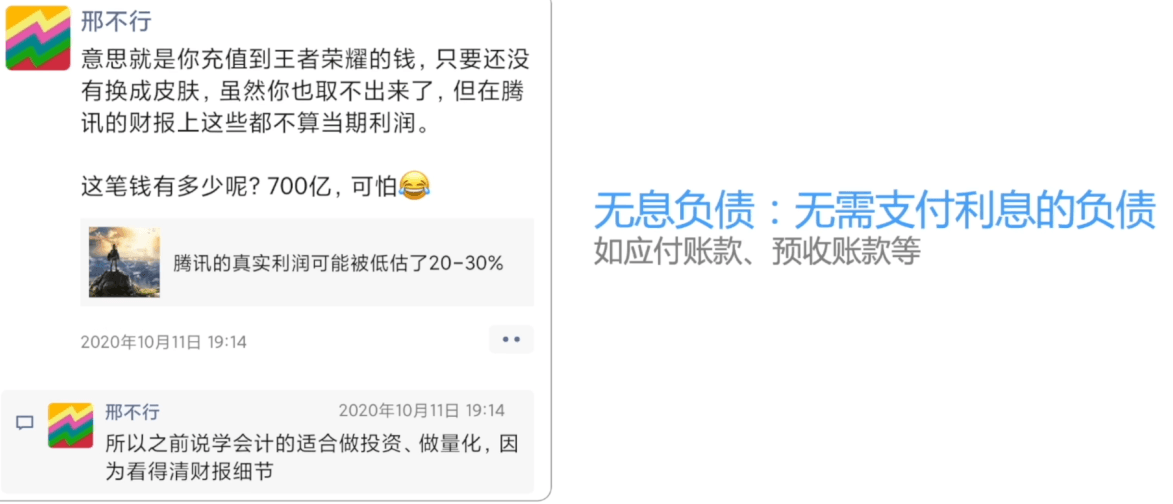 邢不行
意思就是你充值到王者荣耀的钱，只要还没
有换成皮肤，虽然你也取不出来了，但在腾
讯的财报上这些都不算当期利润。
这笔钱有多少呢？700亿，可怕😂
腾讯的真实利润可能被低估了20-30%
2020年10月11日 19:14
邢不行
2020年10月11日 19:14
所以之前说学会计的适合做投资、做量化，因
为看得清财报细节
无息负债：无需支付利息的负债
如应付账款、预收账款等